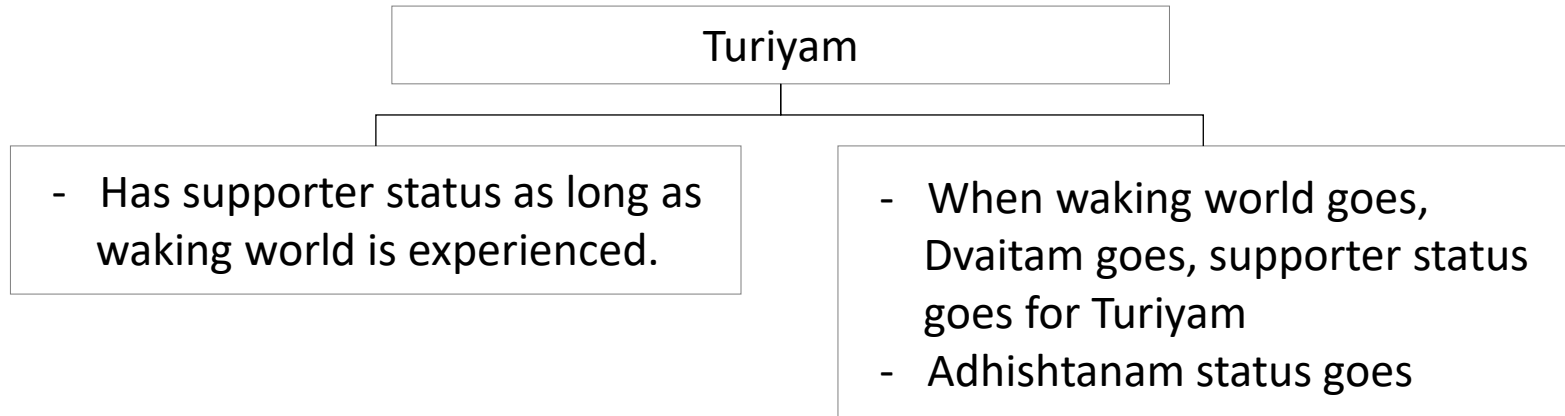 Turiyam
- Has supporter status as long as
waking world is experienced.
- When waking world goes,
Dvaitam goes, supporter status
goes for Turiyam
- Adhishtanam status goes